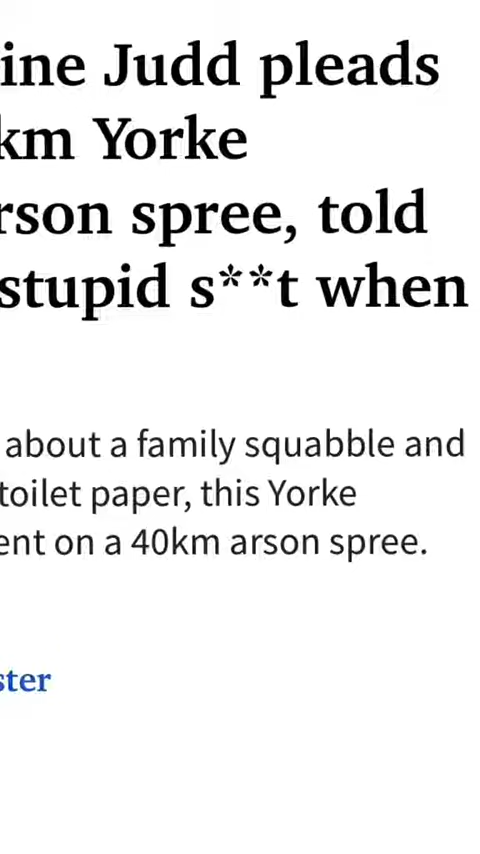 ine Judd pleads
km Yorke
rson spree, told
stupid s**t when
about a family squabble and
toilet paper, this Yorke
ent on a 40km arson spree.
ster